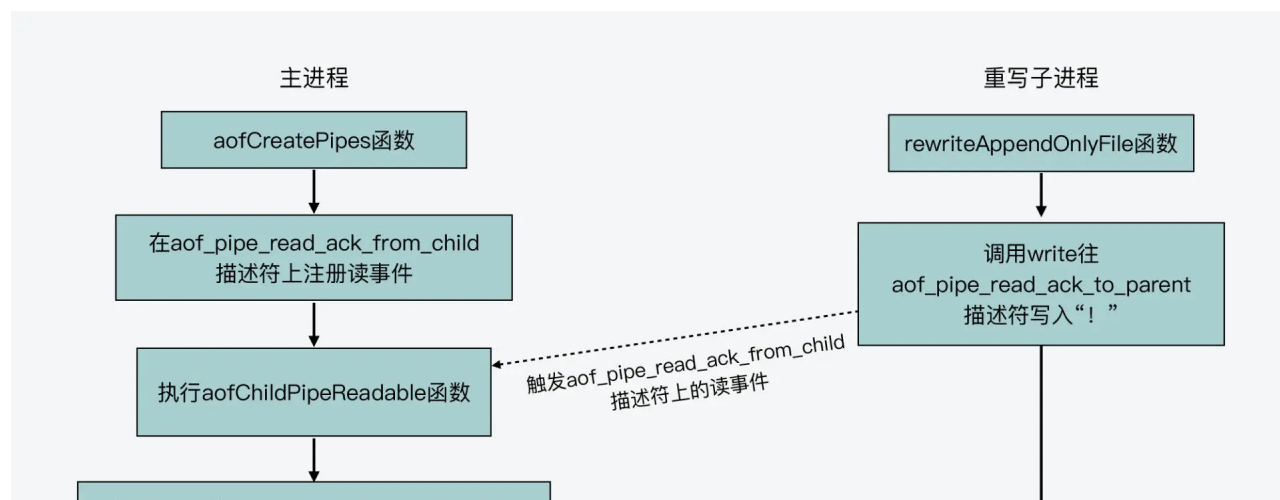 主进程
重写子进程
aofCreatePipes函数
rewriteAppendOnlyFile函数
在aof_pipe_read_ack_from_child
描述符上注册读事件
调用write往
aof_pipe_read_ack_to_parent
描述符写入“！”
执行aofChildPipeReadable函数
触发aof_pipe_read_ack_from_child
描述符上的读事件